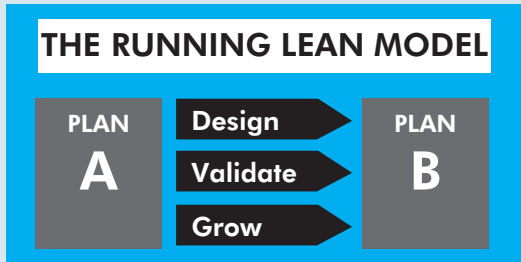 THE RUNNING LEAN MODEL
PLAN
A
Design
Validate
Grow
PLAN
B